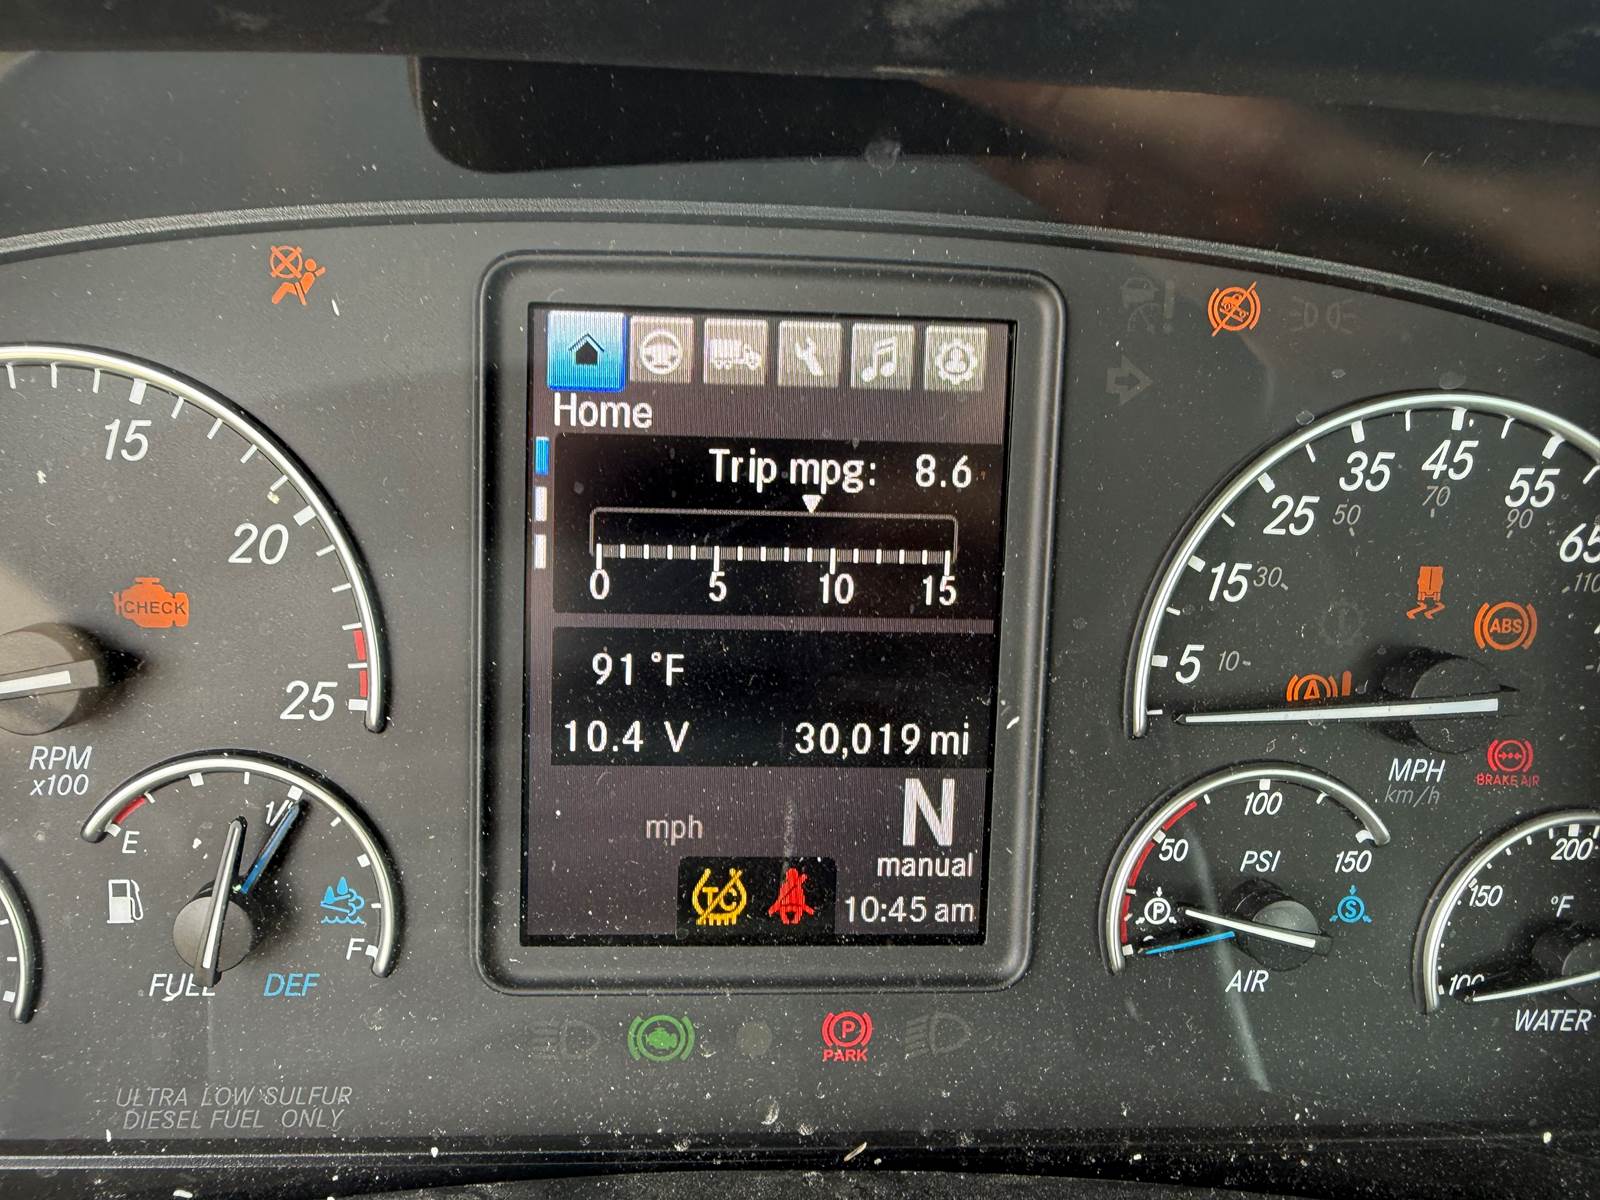 Home
Trip mpg: 8.6
0 5 10 15
91 °F
10.4 V 30,019 mi
mph
N
manual
TC
10:45 am
15
20
25
CHECK
RPM
x100
E
F
FUEL DEF
ULTRA LOW SULFUR
DIESEL FUEL ONLY
P
PARK
5 10
15 30
25 50
35
45 70
55 90
65 110
ABS
A
MPH
km/h
BRAKE AIR
50
100
150
PSI
P
S
AIR
100
150
200
°F
WATER